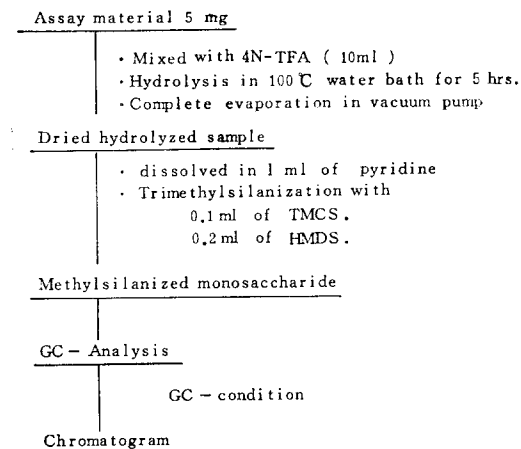 Assay material 5 mg
· Mixed with 4N-TFA ( 10ml )
· Hydrolysis in 100℃ water bath for 5 hrs.
· Complete evaporation in vacuum pump
Dried hydrolyzed sample
· dissolved in 1 ml of pyridine
· Trimethylsilanization with
0.1 ml of TMCS.
0.2 ml of HMDS.
Methylsilanized monosaccharide
GC - Analysis
GC - condition
Chromatogram